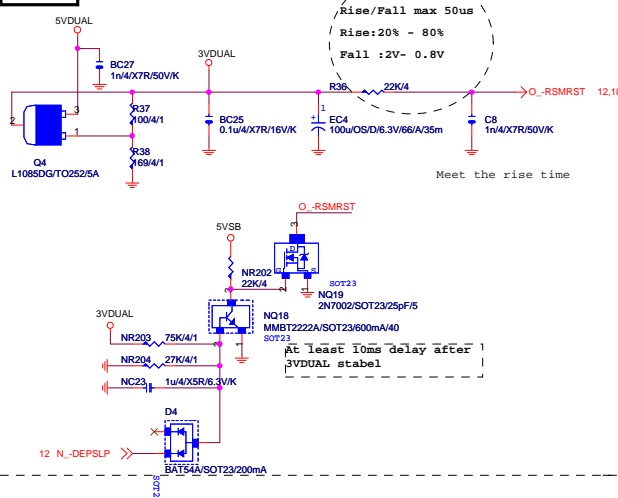 Rise/Fall max 50us
Rise:20% - 80%
Fall :2V- 0.8V
5VDUAL
3VDUAL
BC27
1n/4/X7R/50V/K
R36 22K/4
O_-RSMRST 12,18
3
2
1
R37
100/4/1
R38
169/4/1
BC25
0.1u/4/X7R/16V/K
1
+
EC4
100u/OS/D/6.3V/66A/35m
C8
1n/4/X7R/50V/K
Q4
L1085DG/TO252/5A
Meet the rise time
O_-RSMRST
5VSB
3
D
G S
NR202
22K/4
2 1
SOT23
NQ19
2N7002/SOT23/25pF/5
3VDUAL
NQ18
MMBT2222A/SOT23/600mA/40
SOT23
NR203 75K/4/1
NR204 27K/4/1
NC23 1u/4/X5R/6.3V/K
At least 10ms delay after
3VDUAL stabel
D4
12 N_-DEPSLP
BAT54A/SOT23/200mA